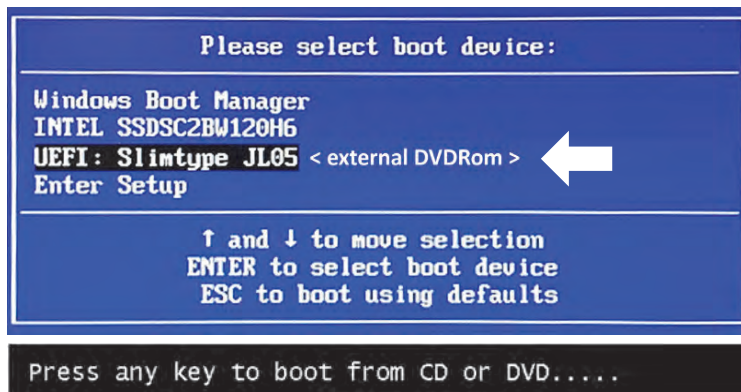 Please select boot device:
Windows Boot Manager
INTEL SSDSC2BW120H6
UEFI: Slimtype JL05 < external DVDRom >
Enter Setup
↑ and ↓ to move selection
ENTER to select boot device
ESC to boot using defaults
Press any key to boot from CD or DVD.....